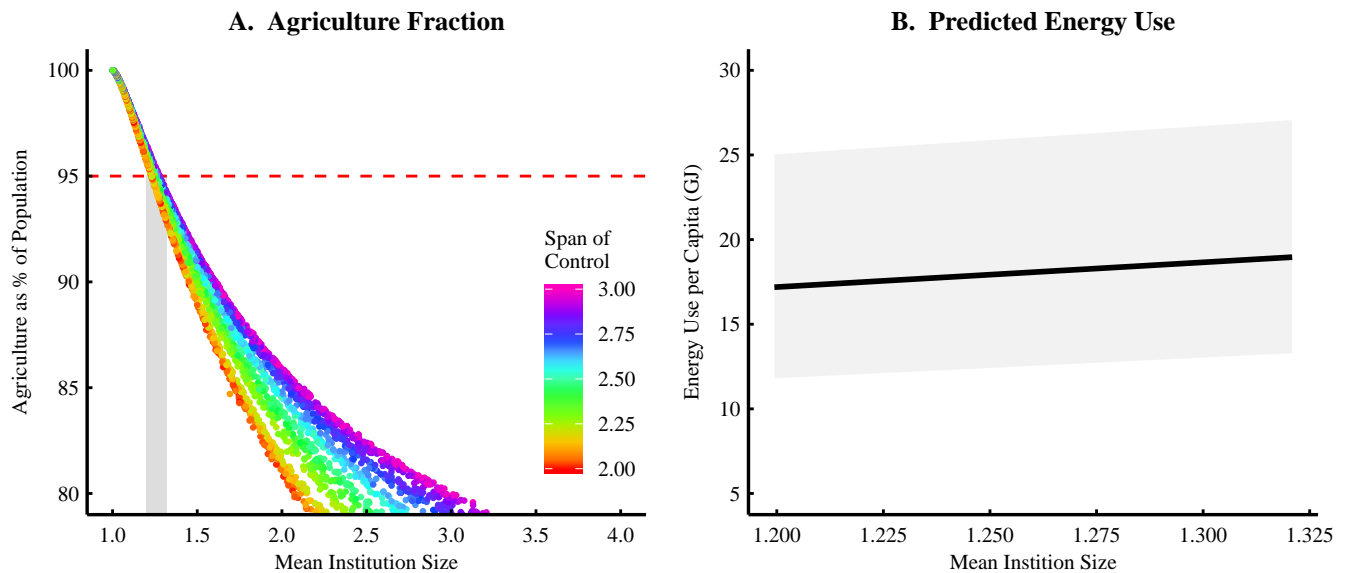 A. Agriculture Fraction
Agriculture as % of Population
100
95
90
85
80
Span of
Control
3.00
2.75
2.50
2.25
2.00
1.0 1.5 2.0 2.5 3.0 3.5 4.0
Mean Institution Size
B. Predicted Energy Use
Energy Use per Capita (GJ)
30
25
20
15
10
5
1.200 1.225 1.250 1.275 1.300 1.325
Mean Instition Size